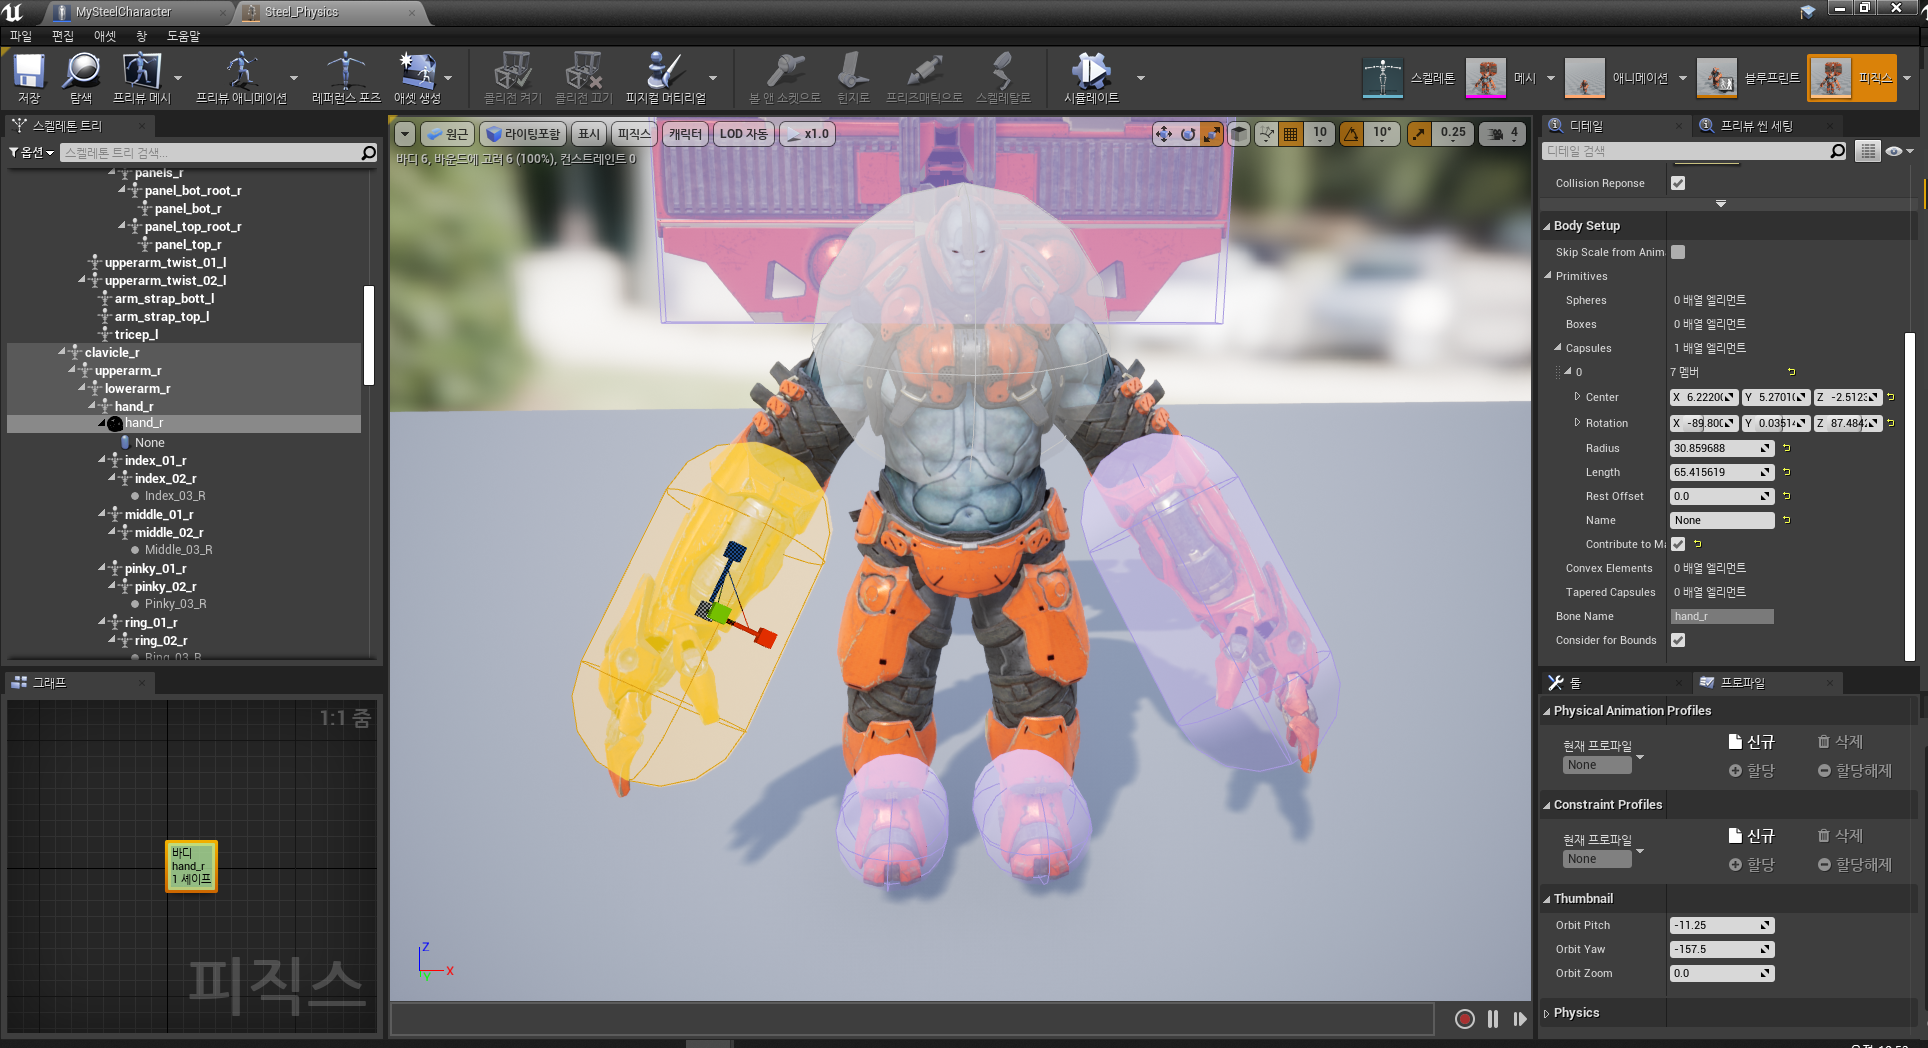 MySteelCharacter
Steel_Physics
파일 편집 애셋 창 도움말
저장
탐색
프리뷰 메시
프리뷰 애니메이션
레퍼런스 포즈
애셋 생성
콜리전 켜기
콜리전 끄기
피지컬 머티리얼
볼 앤 소켓으로
힌지로
프리즈매틱으로
스켈레탈로
시뮬레이트
스켈레톤
메시
애니메이션
블루프린트
피직스
스켈레톤 트리
옵션
스켈레톤 트리 검색...
panels_r
panel_bot_root_r
panel_bot_r
panel_top_root_r
panel_top_r
upperarm_twist_01_l
upperarm_twist_02_l
arm_strap_bott_l
arm_strap_top_l
tricep_l
clavicle_r
upperarm_r
lowerarm_r
hand_r
hand_r
None
index_01_r
index_02_r
Index_03_R
middle_01_r
middle_02_r
Middle_03_R
pinky_01_r
pinky_02_r
Pinky_03_R
ring_01_r
ring_02_r
Ring_03_R
그래프
1:1 줌
바디
hand_r
1 셰이프
피직스
원근
라이팅포함
표시
피직스
캐릭터
LOD 자동
x1.0
10
10°
0.25
4
바디 6, 바운드에 고려 6 (100%), 컨스트레인트 0
Z
X
Y
디테일
프리뷰 씬 세팅
디테일 검색
Collision Reponse
Body Setup
Skip Scale from Anim
Primitives
Spheres 0 배열 엘리먼트
Boxes 0 배열 엘리먼트
Capsules 1 배열 엘리먼트
0 7 멤버
Center X 6.2220 Y 5.2701 Z -2.512
Rotation X -89.80 Y 0.0351 Z 87.484
Radius 30.859688
Length 65.415619
Rest Offset 0.0
Name None
Contribute to Ma
Convex Elements 0 배열 엘리먼트
Tapered Capsules 0 배열 엘리먼트
Bone Name hand_r
Consider for Bounds
툴
프로파일
Physical Animation Profiles
현재 프로파일
None
신규
삭제
할당
할당해제
Constraint Profiles
현재 프로파일
None
신규
삭제
할당
할당해제
Thumbnail
Orbit Pitch -11.25
Orbit Yaw -157.5
Orbit Zoom 0.0
Physics